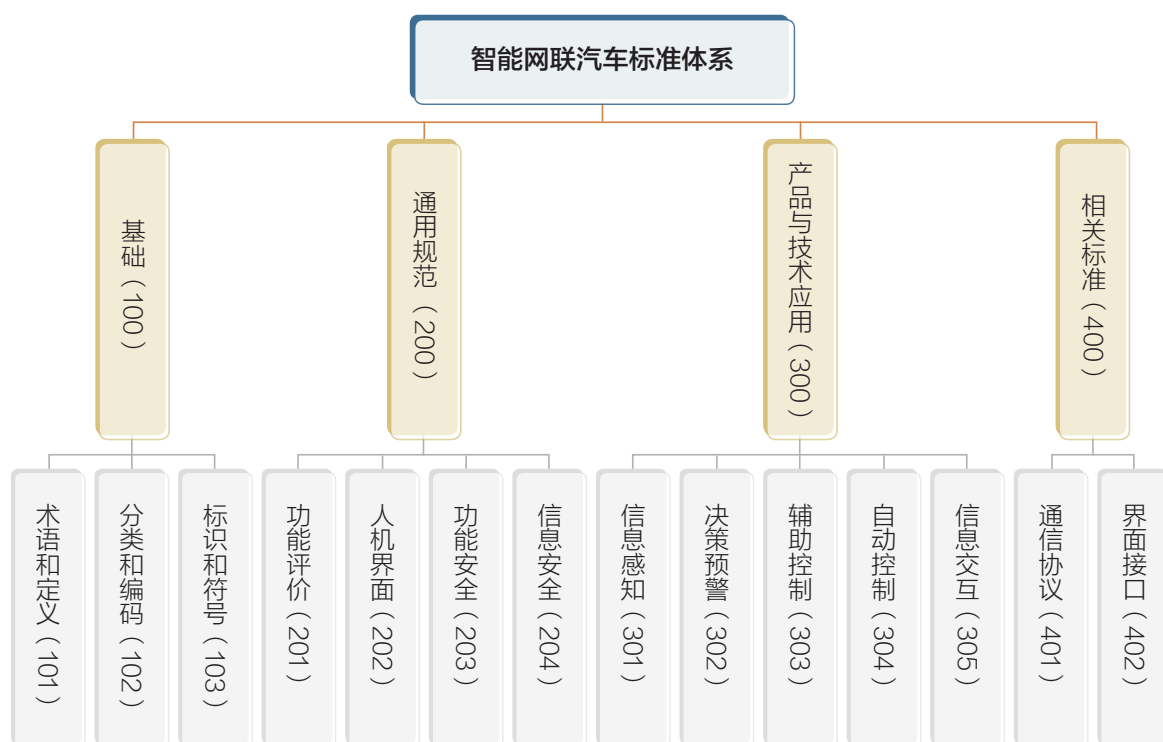 智能网联汽车标准体系
基础（100）
通用规范（200）
产品与技术应用（300）
相关标准（400）
术语和定义（101）
分类和编码（102）
标识和符号（103）
功能评价（201）
人机界面（202）
功能安全（203）
信息安全（204）
信息感知（301）
决策预警（302）
辅助控制（303）
自动控制（304）
信息交互（305）
通信协议（401）
界面接口（402）